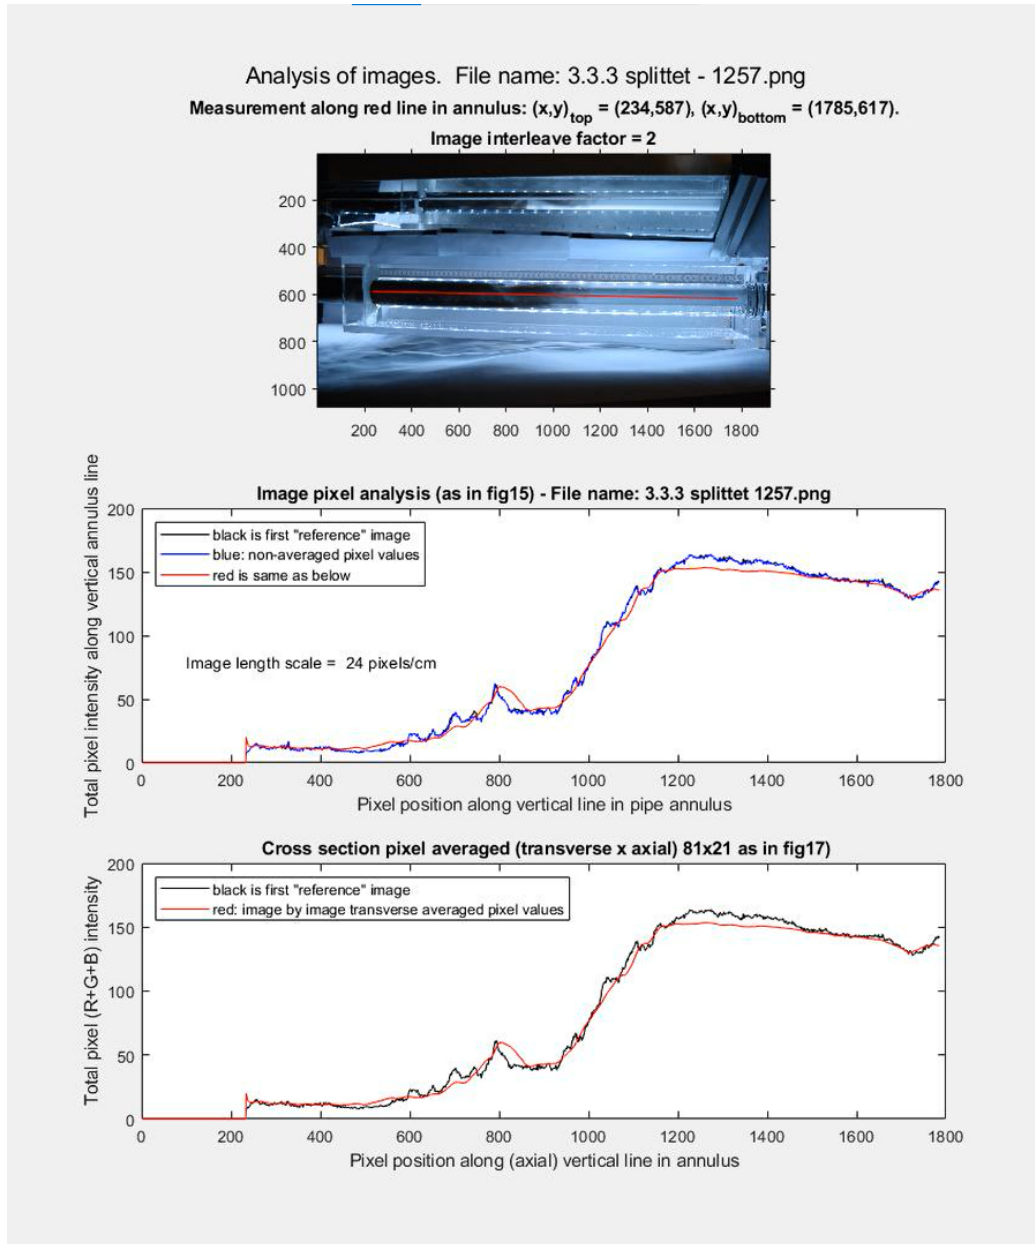 Analysis of images. File name: 3.3.3 splittet - 1257.png
Measurement along red line in annulus: (x,y)top = (234,587), (x,y)bottom = (1785,617).
Image interleave factor = 2
200
400
600
800
1000
200 400 600 800 1000 1200 1400 1600 1800
Image pixel analysis (as in fig15) - File name: 3.3.3 splittet 1257.png
Total pixel intensity along vertical annulus line
200
150
100
50
0
black is first "reference" image
blue: non-averaged pixel values
red is same as below
Image length scale = 24 pixels/cm
0 200 400 600 800 1000 1200 1400 1600 1800
Pixel position along vertical line in pipe annulus
Cross section pixel averaged (transverse x axial) 81x21 as in fig17)
Total pixel (R+G+B) intensity
200
150
100
50
0
black is first "reference" image
red: image by image transverse averaged pixel values
0 200 400 600 800 1000 1200 1400 1600 1800
Pixel position along (axial) vertical line in annulus